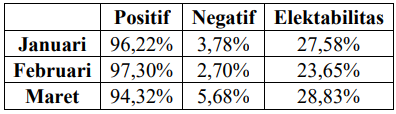 Positif Negatif Elektabilitas
Januari 96,22% 3,78% 27,58%
Februari 97,30% 2,70% 23,65%
Maret 94,32% 5,68% 28,83%